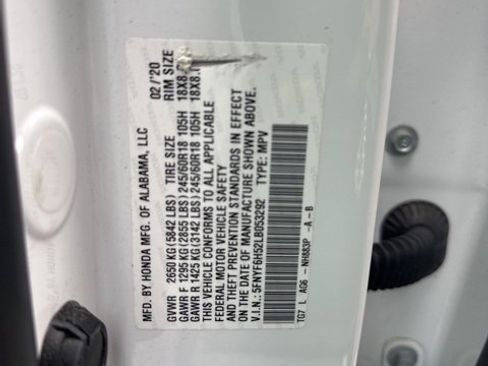 MFD. BY HONDA MFG. OF ALABAMA, LLC 02 / '20
GVWR 2650 KG (5842 LBS) TIRE SIZE RIM SIZE
GAWR F 1295 KG (2855 LBS) 245/60R18 105H 18X8.
GAWR R 1425 KG (3142 LBS) 245/60R18 105H 18X8.
THIS VEHICLE CONFORMS TO ALL APPLICABLE
FEDERAL MOTOR VEHICLE SAFETY
AND THEFT PREVENTION STANDARDS IN EFFECT
ON THE DATE OF MANUFACTURE SHOWN ABOVE.
V.I.N.: 5FNYF6H52LB053292 TYPE: MPV
TG7 L AG6 - NH883P -A -B